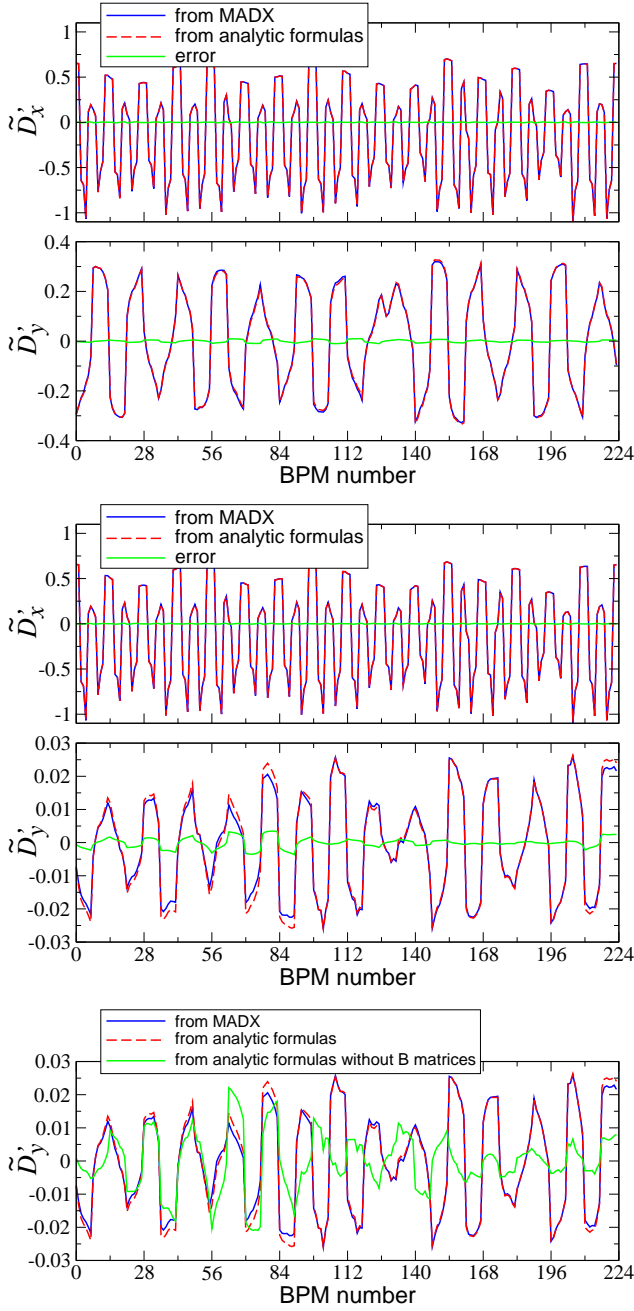 from MADX
from analytic formulas
error
1
0.5
0
-0.5
-1
D̃x'
0.4
0.2
0
-0.2
-0.4
D̃y'
0 28 56 84 112 140 168 196 224
BPM number
from MADX
from analytic formulas
error
1
0.5
0
-0.5
-1
D̃x'
0.03
0.02
0.01
0
-0.01
-0.02
-0.03
D̃y'
0 28 56 84 112 140 168 196 224
BPM number
from MADX
from analytic formulas
from analytic formulas without B matrices
0.03
0.02
0.01
0
-0.01
-0.02
-0.03
D̃y'
0 28 56 84 112 140 168 196 224
BPM number